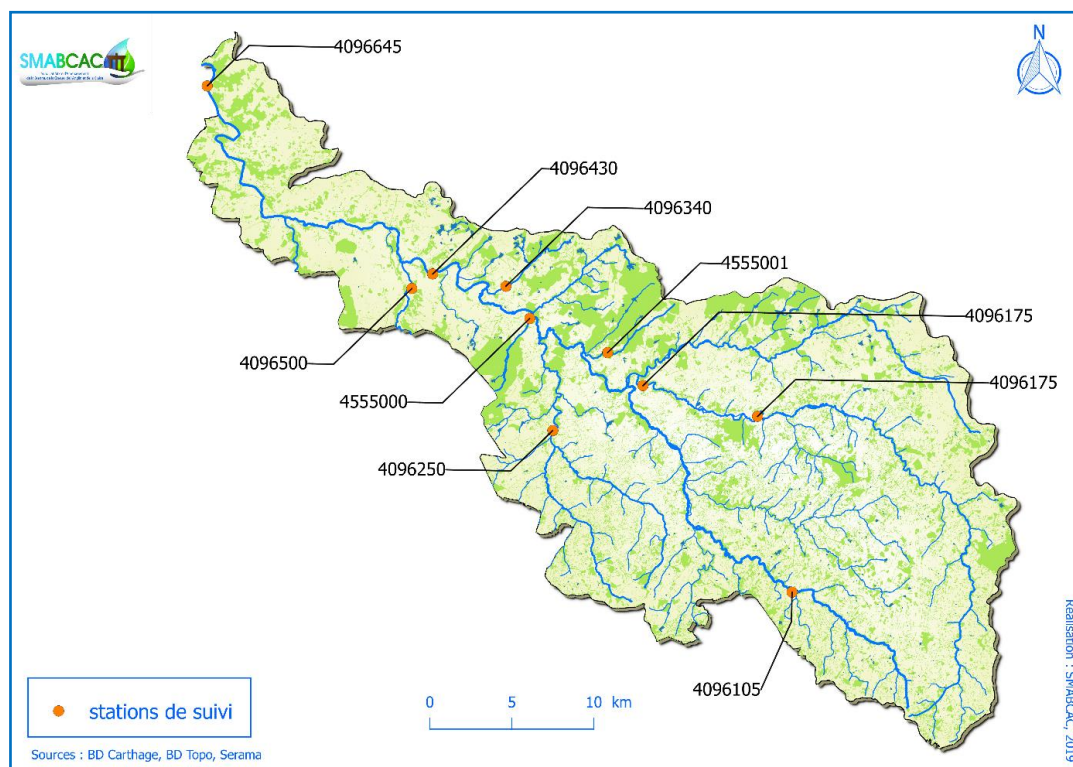 SMABCAC
N
4096645
4096430
4096340
4555001
4096175
4096175
4096500
4555000
4096250
4096105
0 5 10 km
stations de suivi
Sources : BD Carthage, BD Topo, Serama
Réalisation : SMABCAC, 2019